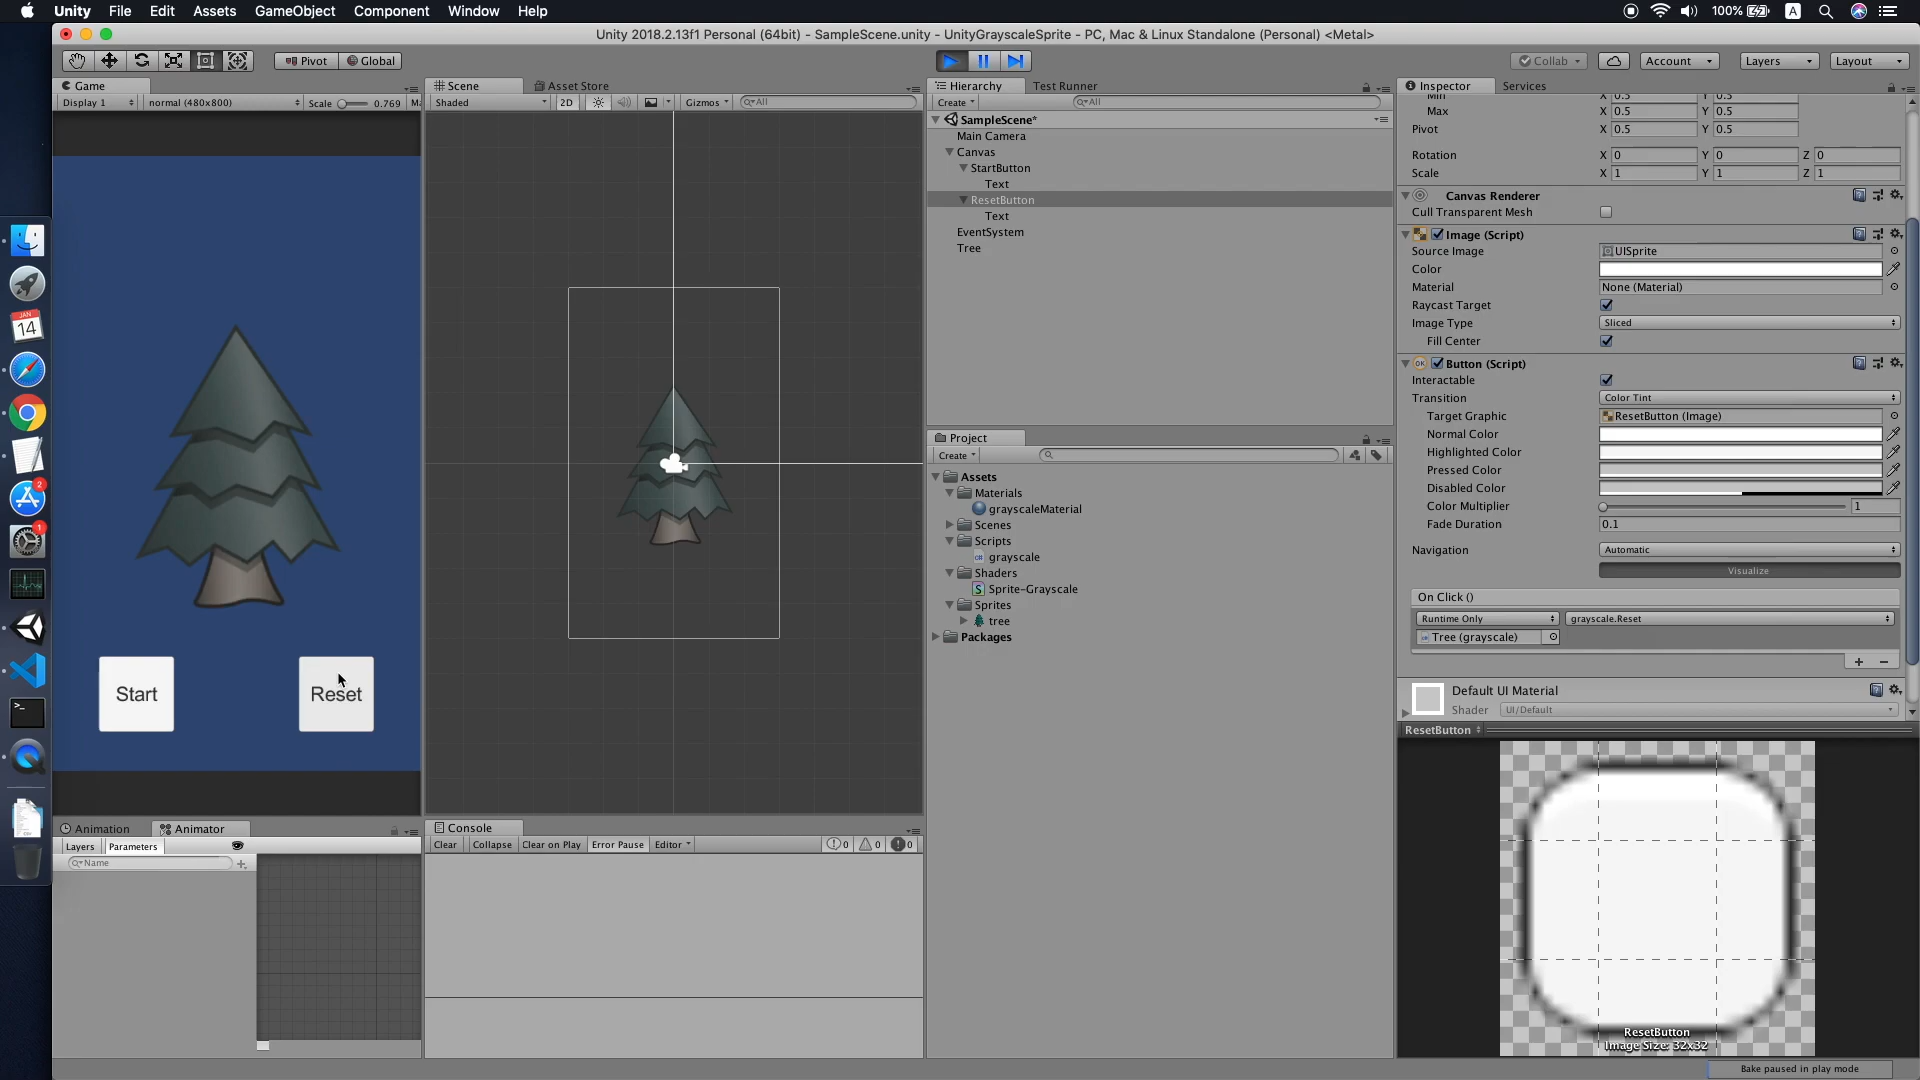 Unity File Edit Assets GameObject Component Window Help 100% A
Unity 2018.2.13f1 Personal (64bit) - SampleScene.unity - UnityGrayscaleSprite - PC, Mac & Linux Standalone (Personal) <Metal>
Pivot Global Collab Account Layers Layout
Game Scene Asset Store Hierarchy Test Runner Inspector Services
Display 1 normal (480x800) Scale 0.769 Shaded 2D Gizmos All
Create All
SampleScene*
Main Camera
Canvas
StartButton
Text
ResetButton
Text
EventSystem
Tree
Project
Create
Assets
Materials
grayscaleMaterial
Scenes
Scripts
grayscale
Shaders
Sprite-Grayscale
Sprites
tree
Packages
Min X 0.5 Y 0.5
Max X 0.5 Y 0.5
Pivot X 0.5 Y 0.5
Rotation X 0 Y 0 Z 0
Scale X 1 Y 1 Z 1
Canvas Renderer
Cull Transparent Mesh
Image (Script)
Source Image UISprite
Color
Material None (Material)
Raycast Target
Image Type Sliced
Fill Center
Button (Script)
Interactable
Transition Color Tint
Target Graphic ResetButton (Image)
Normal Color
Highlighted Color
Pressed Color
Disabled Color
Color Multiplier 1
Fade Duration 0.1
Navigation Automatic
Visualize
On Click ()
Runtime Only grayscale.Reset
Tree (grayscale)
Default UI Material
Shader UI/Default
ResetButton
ResetButton
Image Size: 32x32
Bake paused in play mode
Start Reset
JAN
14
2
1
Animation Animator
Layers Parameters
Name
Console
Clear Collapse Clear on Play Error Pause Editor 0 0 0